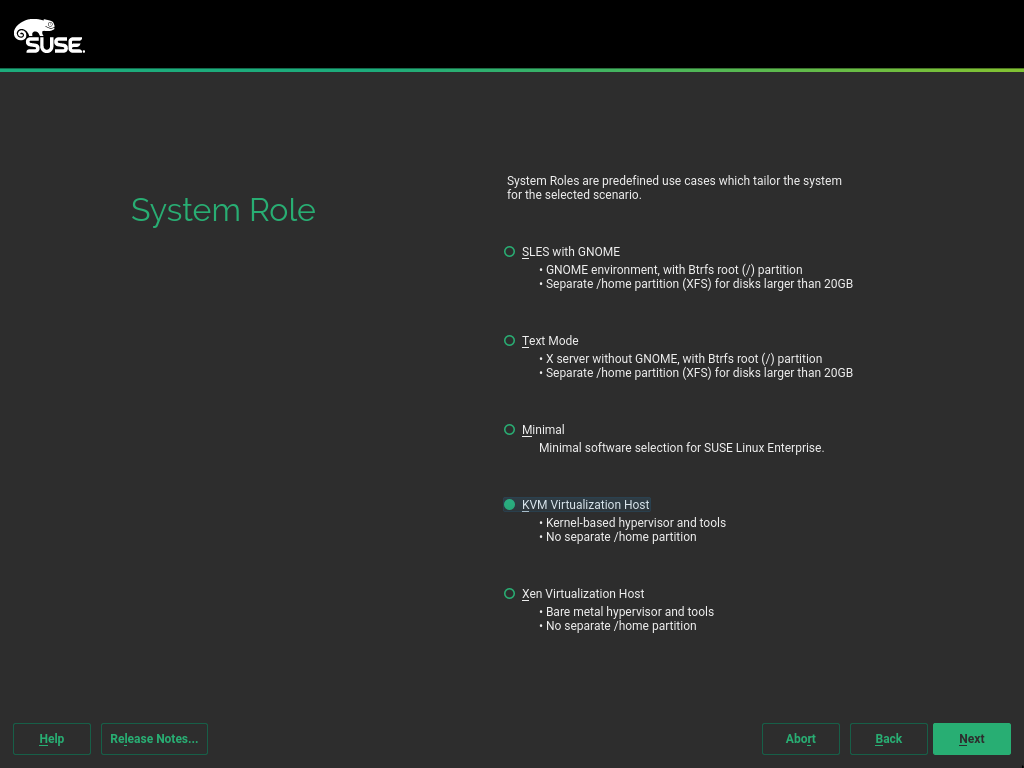 SUSE.
System Role
System Roles are predefined use cases which tailor the system
for the selected scenario.
SLES with GNOME
• GNOME environment, with Btrfs root (/) partition
• Separate /home partition (XFS) for disks larger than 20GB
Text Mode
• X server without GNOME, with Btrfs root (/) partition
• Separate /home partition (XFS) for disks larger than 20GB
Minimal
Minimal software selection for SUSE Linux Enterprise.
KVM Virtualization Host
• Kernel-based hypervisor and tools
• No separate /home partition
Xen Virtualization Host
• Bare metal hypervisor and tools
• No separate /home partition
Help Release Notes... Abort Back Next